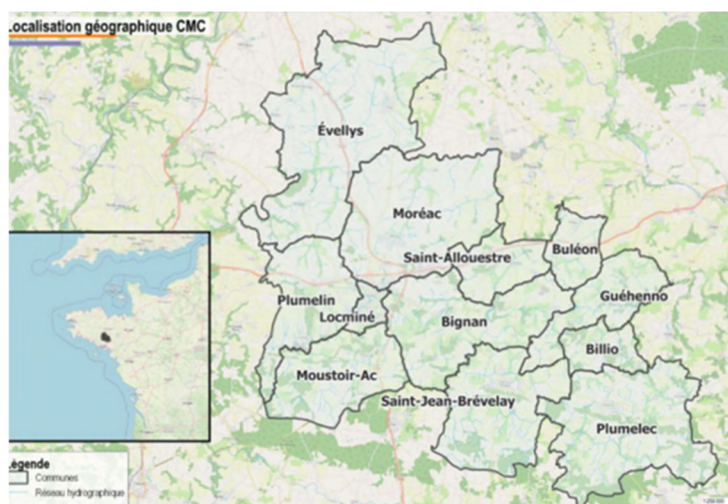 Localisation géographique CMC
Évellys
Moréac
Saint-Allouestre
Buléon
Guéhenno
Plumelin
Locminé
Bignan
Billio
Moustoir-Ac
Saint-Jean-Brévelay
Plumelec
Légende
Communes
Réseau hydrographique